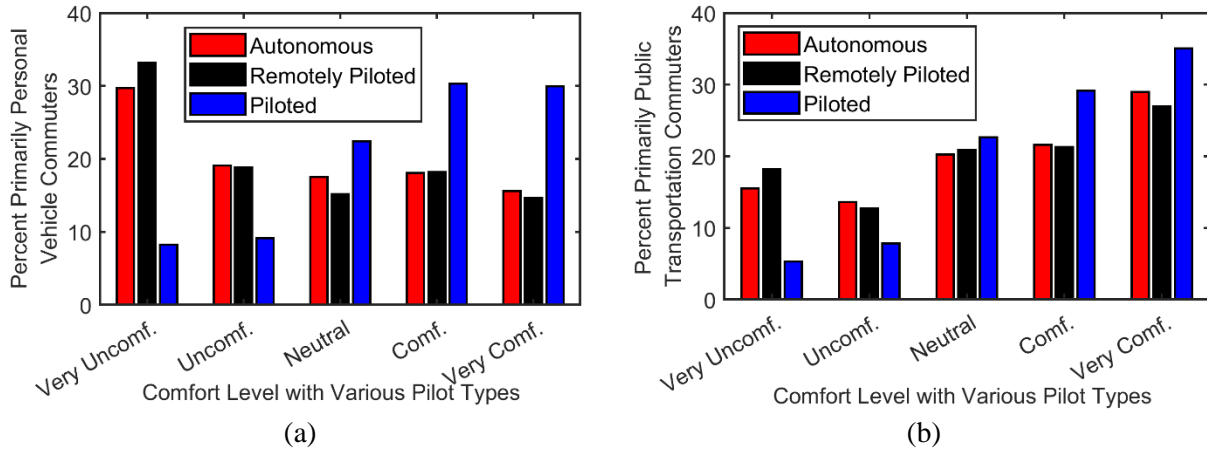 Percent Primarily Personal
Vehicle Commuters
40
30
20
10
0
Autonomous
Remotely Piloted
Piloted
Very Uncomf.
Uncomf.
Neutral
Comf.
Very Comf.
Comfort Level with Various Pilot Types
(a)
Percent Primarily Public
Transportation Commuters
40
30
20
10
0
Autonomous
Remotely Piloted
Piloted
Very Uncomf.
Uncomf.
Neutral
Comf.
Very Comf.
Comfort Level with Various Pilot Types
(b)